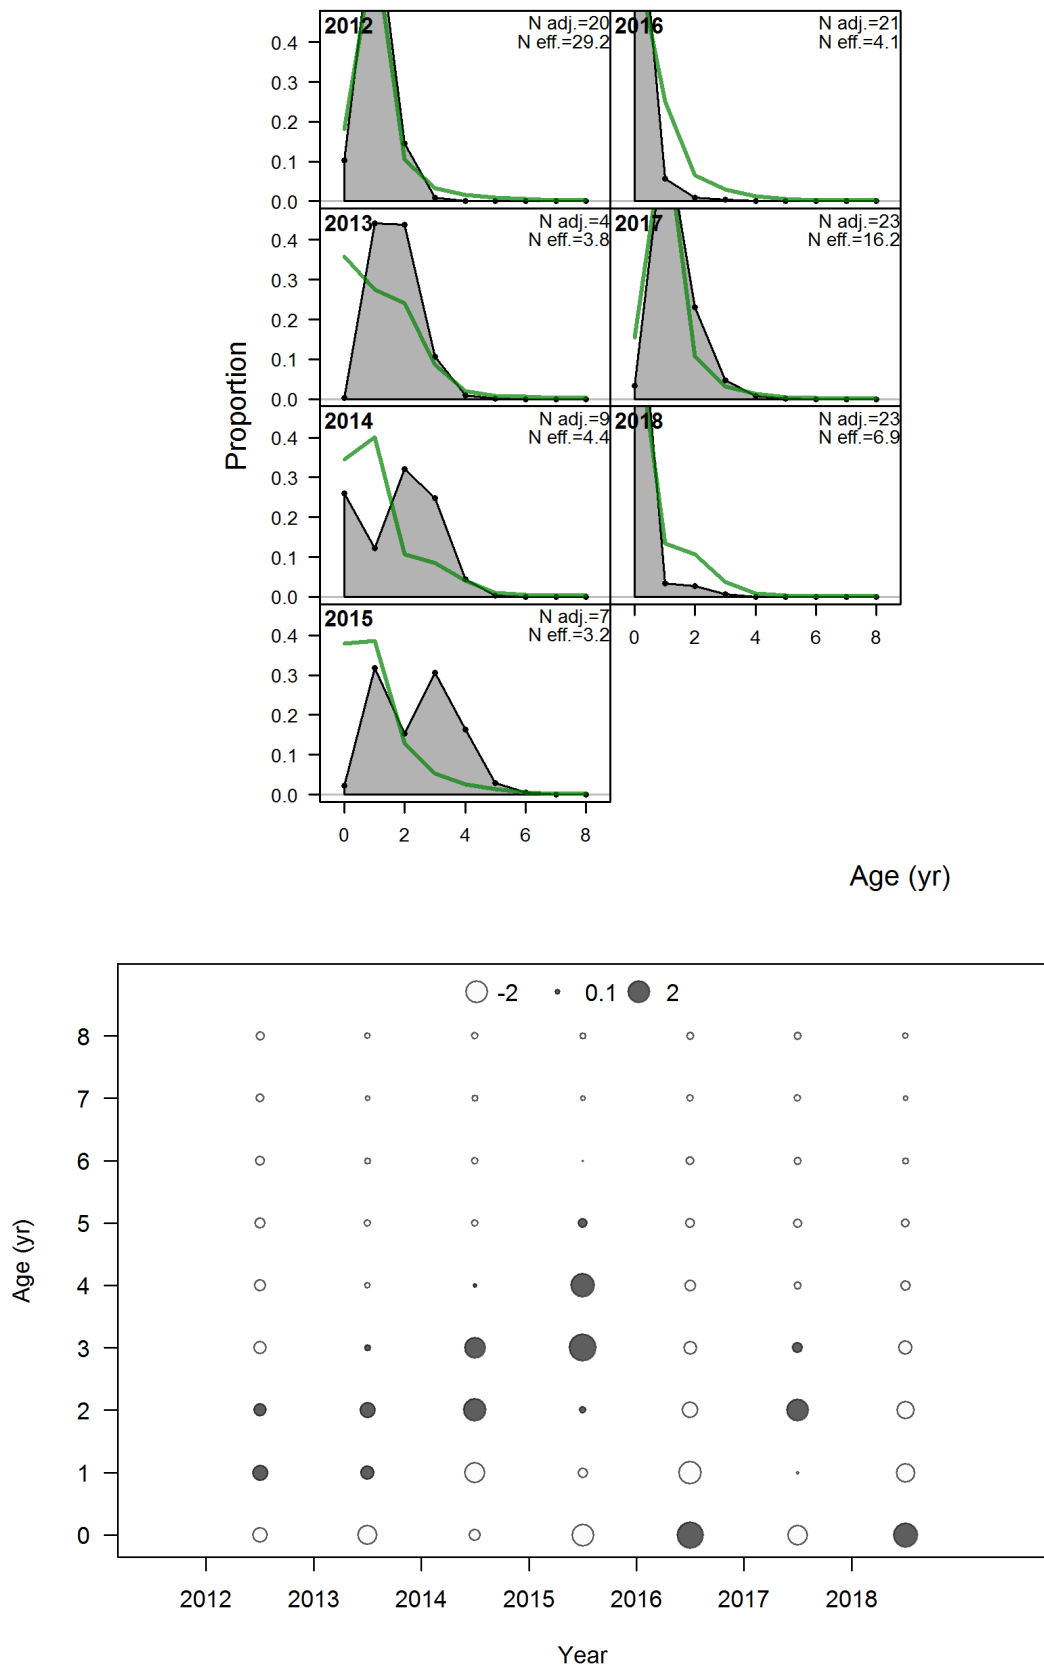 2012
N adj.=20
N eff.=29.2
2016
N adj.=21
N eff.=4.1
0.4
0.3
0.2
0.1
0.0
2013
N adj.=4
N eff.=3.8
2017
N adj.=23
N eff.=16.2
0.4
0.3
0.2
0.1
0.0
Proportion
2014
N adj.=9
N eff.=4.4
2018
N adj.=23
N eff.=6.9
0.4
0.3
0.2
0.1
0.0
0 2 4 6 8
2015
N adj.=7
N eff.=3.2
0.4
0.3
0.2
0.1
0.0
0 2 4 6 8
Age (yr)
-2 0.1 2
8
7
6
5
4
3
2
1
0
Age (yr)
2012 2013 2014 2015 2016 2017 2018
Year